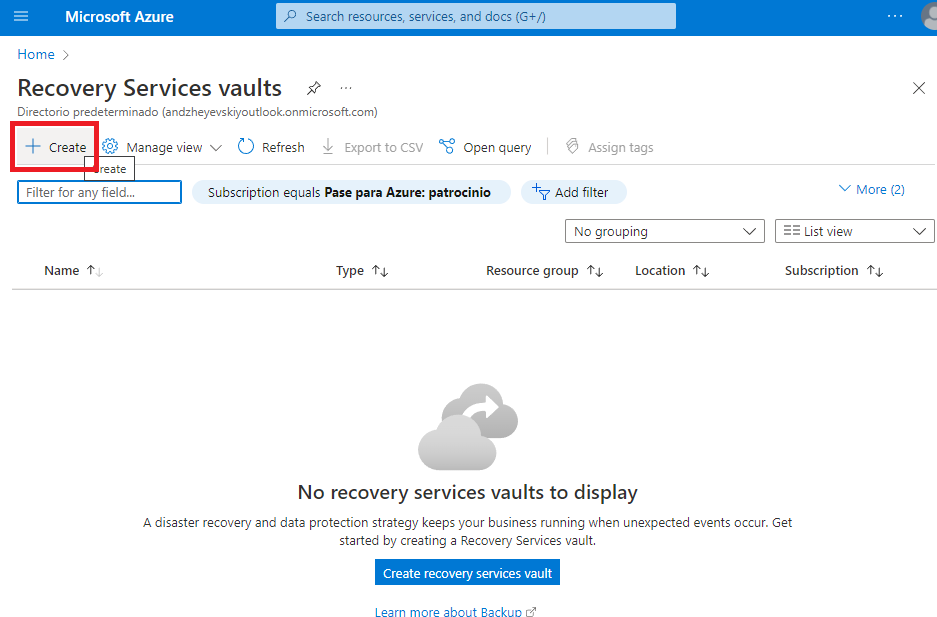 Microsoft Azure
Search resources, services, and docs (G+/)
Home
Recovery Services vaults
Directorio predeterminado (andzheyevskiyoutlook.onmicrosoft.com)
Create Manage view Refresh Export to CSV Open query Assign tags
Create
Filter for any field... Subscription equals Pase para Azure: patrocinio Add filter More (2)
No grouping List view
Name Type Resource group Location Subscription
No recovery services vaults to display
A disaster recovery and data protection strategy keeps your business running when unexpected events occur. Get
started by creating a Recovery Services vault.
Create recovery services vault
Learn more about Backup